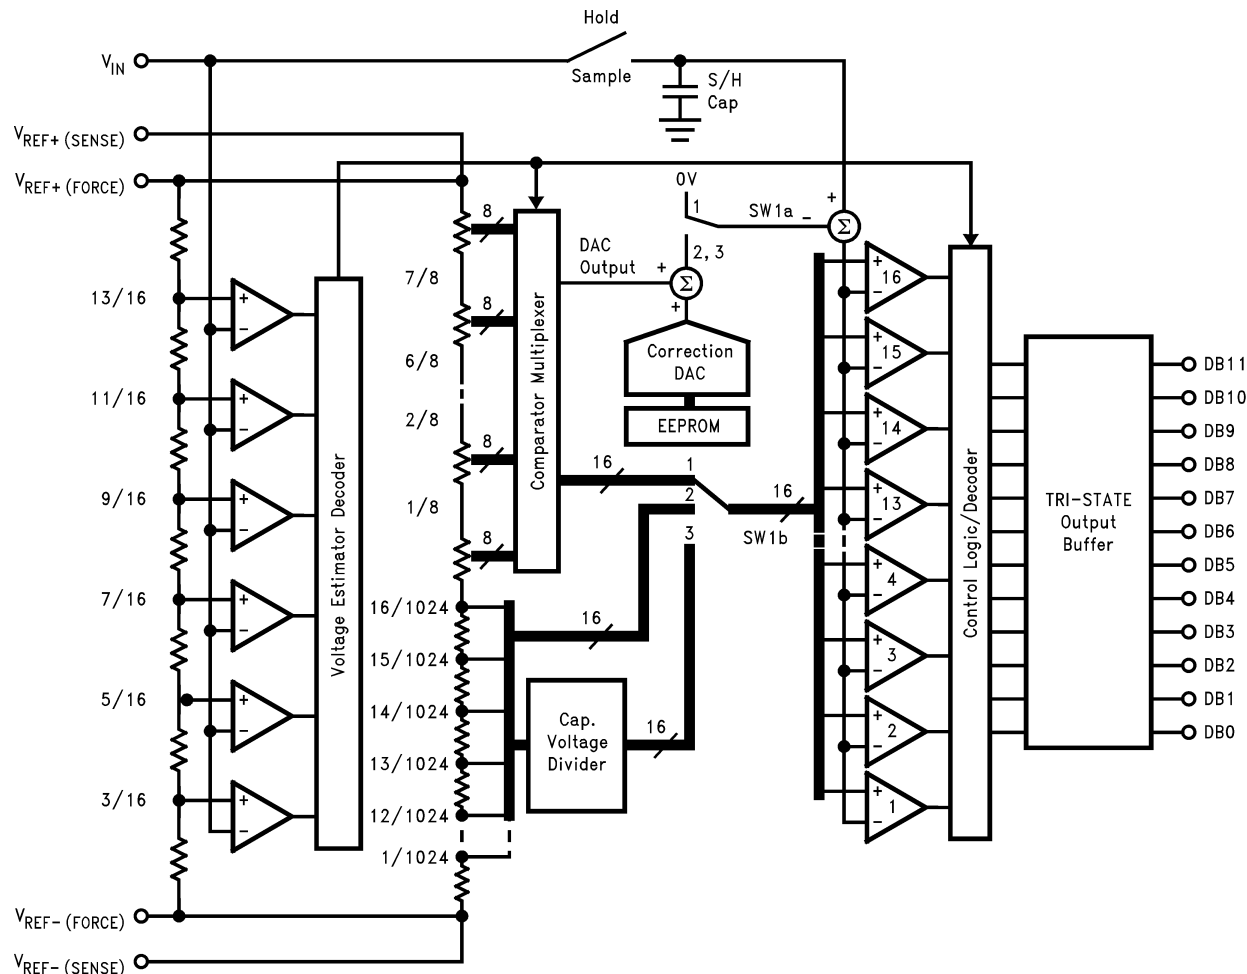 Hold
VIN
Sample
S/H
Cap
VREF+ (SENSE)
VREF+ (FORCE)
0V
1
SW1a
-
+
Σ
2,3
DAC
Output
+
Σ
+
Correction
DAC
EEPROM
13/16
11/16
9/16
7/16
5/16
3/16
+
-
+
-
+
-
+
-
+
-
+
-
Voltage Estimator Decoder
8
7/8
8
6/8
2/8
8
1/8
8
Comparator Multiplexer
16
1
2
3
16
SW1b
16/1024
15/1024
14/1024
13/1024
12/1024
1/1024
16
Cap.
Voltage
Divider
16
+
16
-
+
15
-
+
14
-
+
13
-
+
4
-
+
3
-
+
2
-
+
1
-
Control Logic/Decoder
TRI-STATE
Output
Buffer
DB11
DB10
DB9
DB8
DB7
DB6
DB5
DB4
DB3
DB2
DB1
DB0
VREF- (FORCE)
VREF- (SENSE)